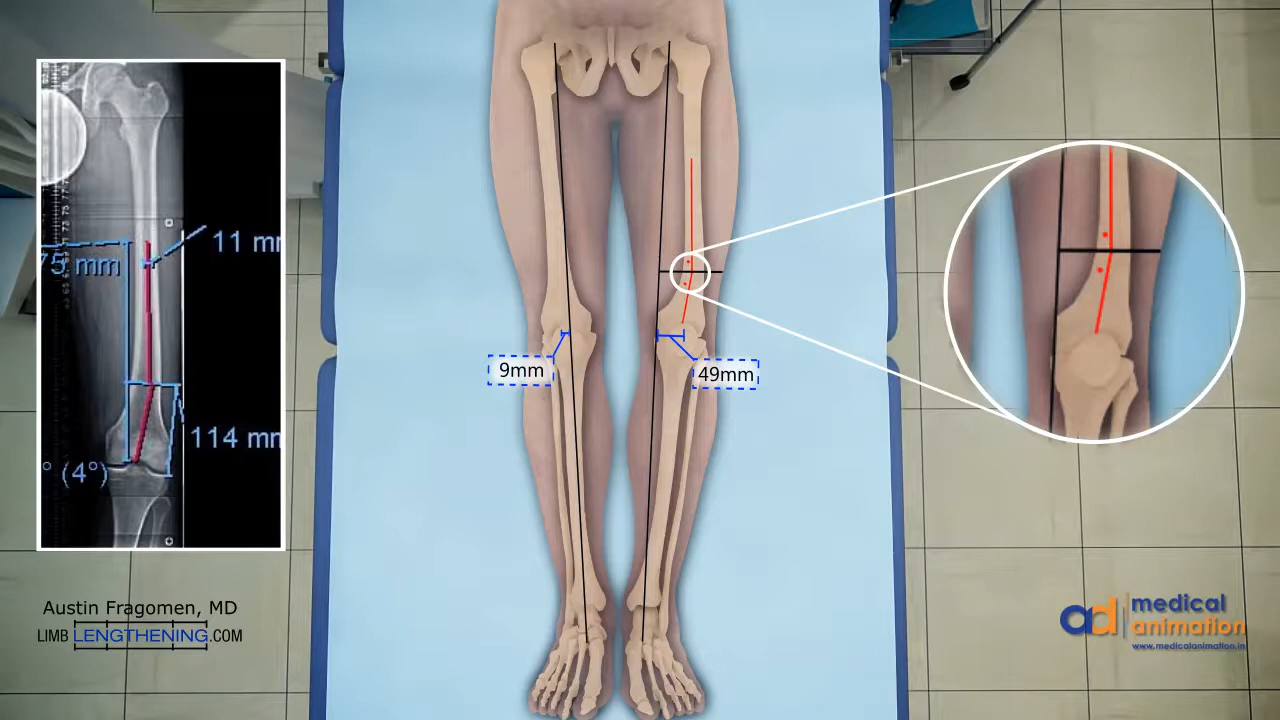 11 mm
75 mm
114 mm
° (4°)
9mm
49mm
Austin Fragomen, MD
LIMB LENGTHENING.COM
ad medical
animation
www.medicalanimation.in